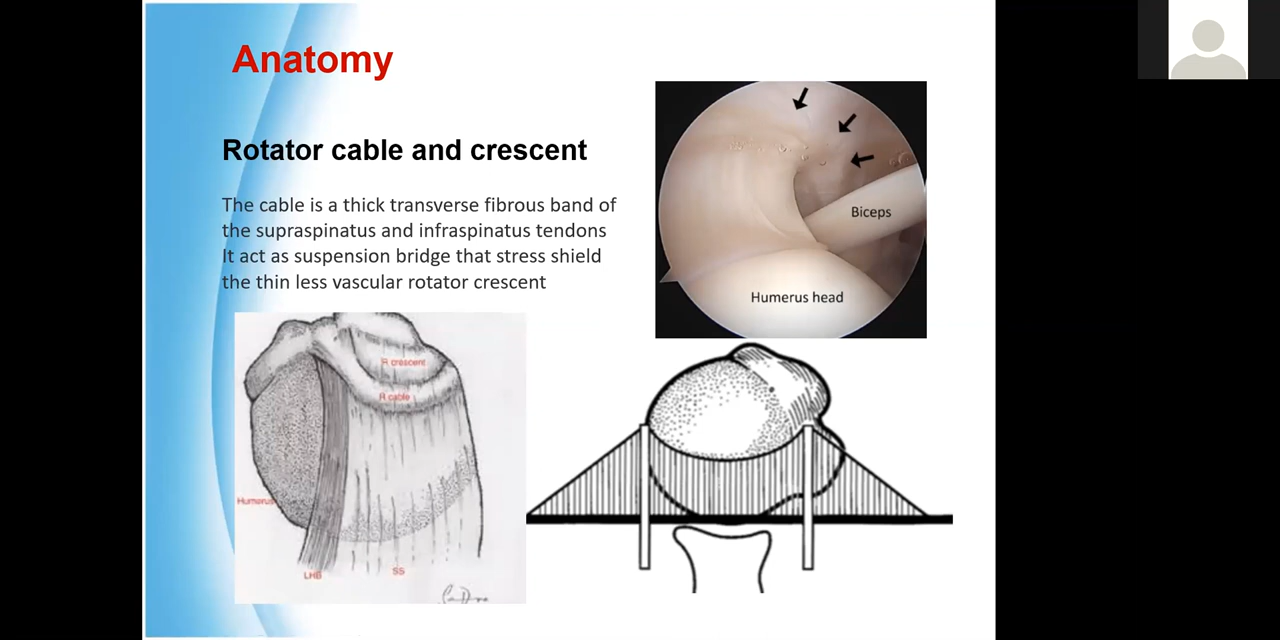 Anatomy
Rotator cable and crescent
The cable is a thick transverse fibrous band of
the supraspinatus and infraspinatus tendons
It act as suspension bridge that stress shield
the thin less vascular rotator crescent
Biceps
Humerus head
R crescent
R cable
Humerus
LHB
SS